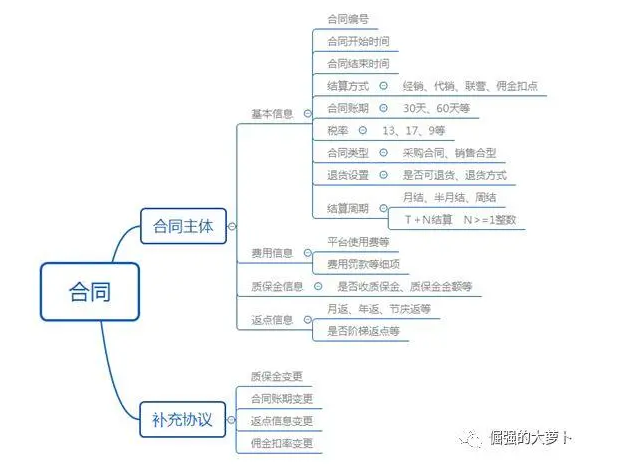 合同
合同主体
基本信息
合同编号
合同开始时间
合同结束时间
结算方式 经销、代销、联营、佣金扣点
合同账期 30天、60天等
税率 13、17、9等
合同类型 采购合同、销售合型
退货设置 是否可退货、退货方式
结算周期
月结、半月结、周结
T+N结算 N>=1整数
费用信息
平台使用费等
费用罚款等细项
质保金信息 是否收质保金、质保金金额等
返点信息
月返、年返、节庆返等
是否阶梯返点等
补充协议
质保金变更
合同账期变更
返点信息变更
佣金扣率变更
倔强的大萝卜